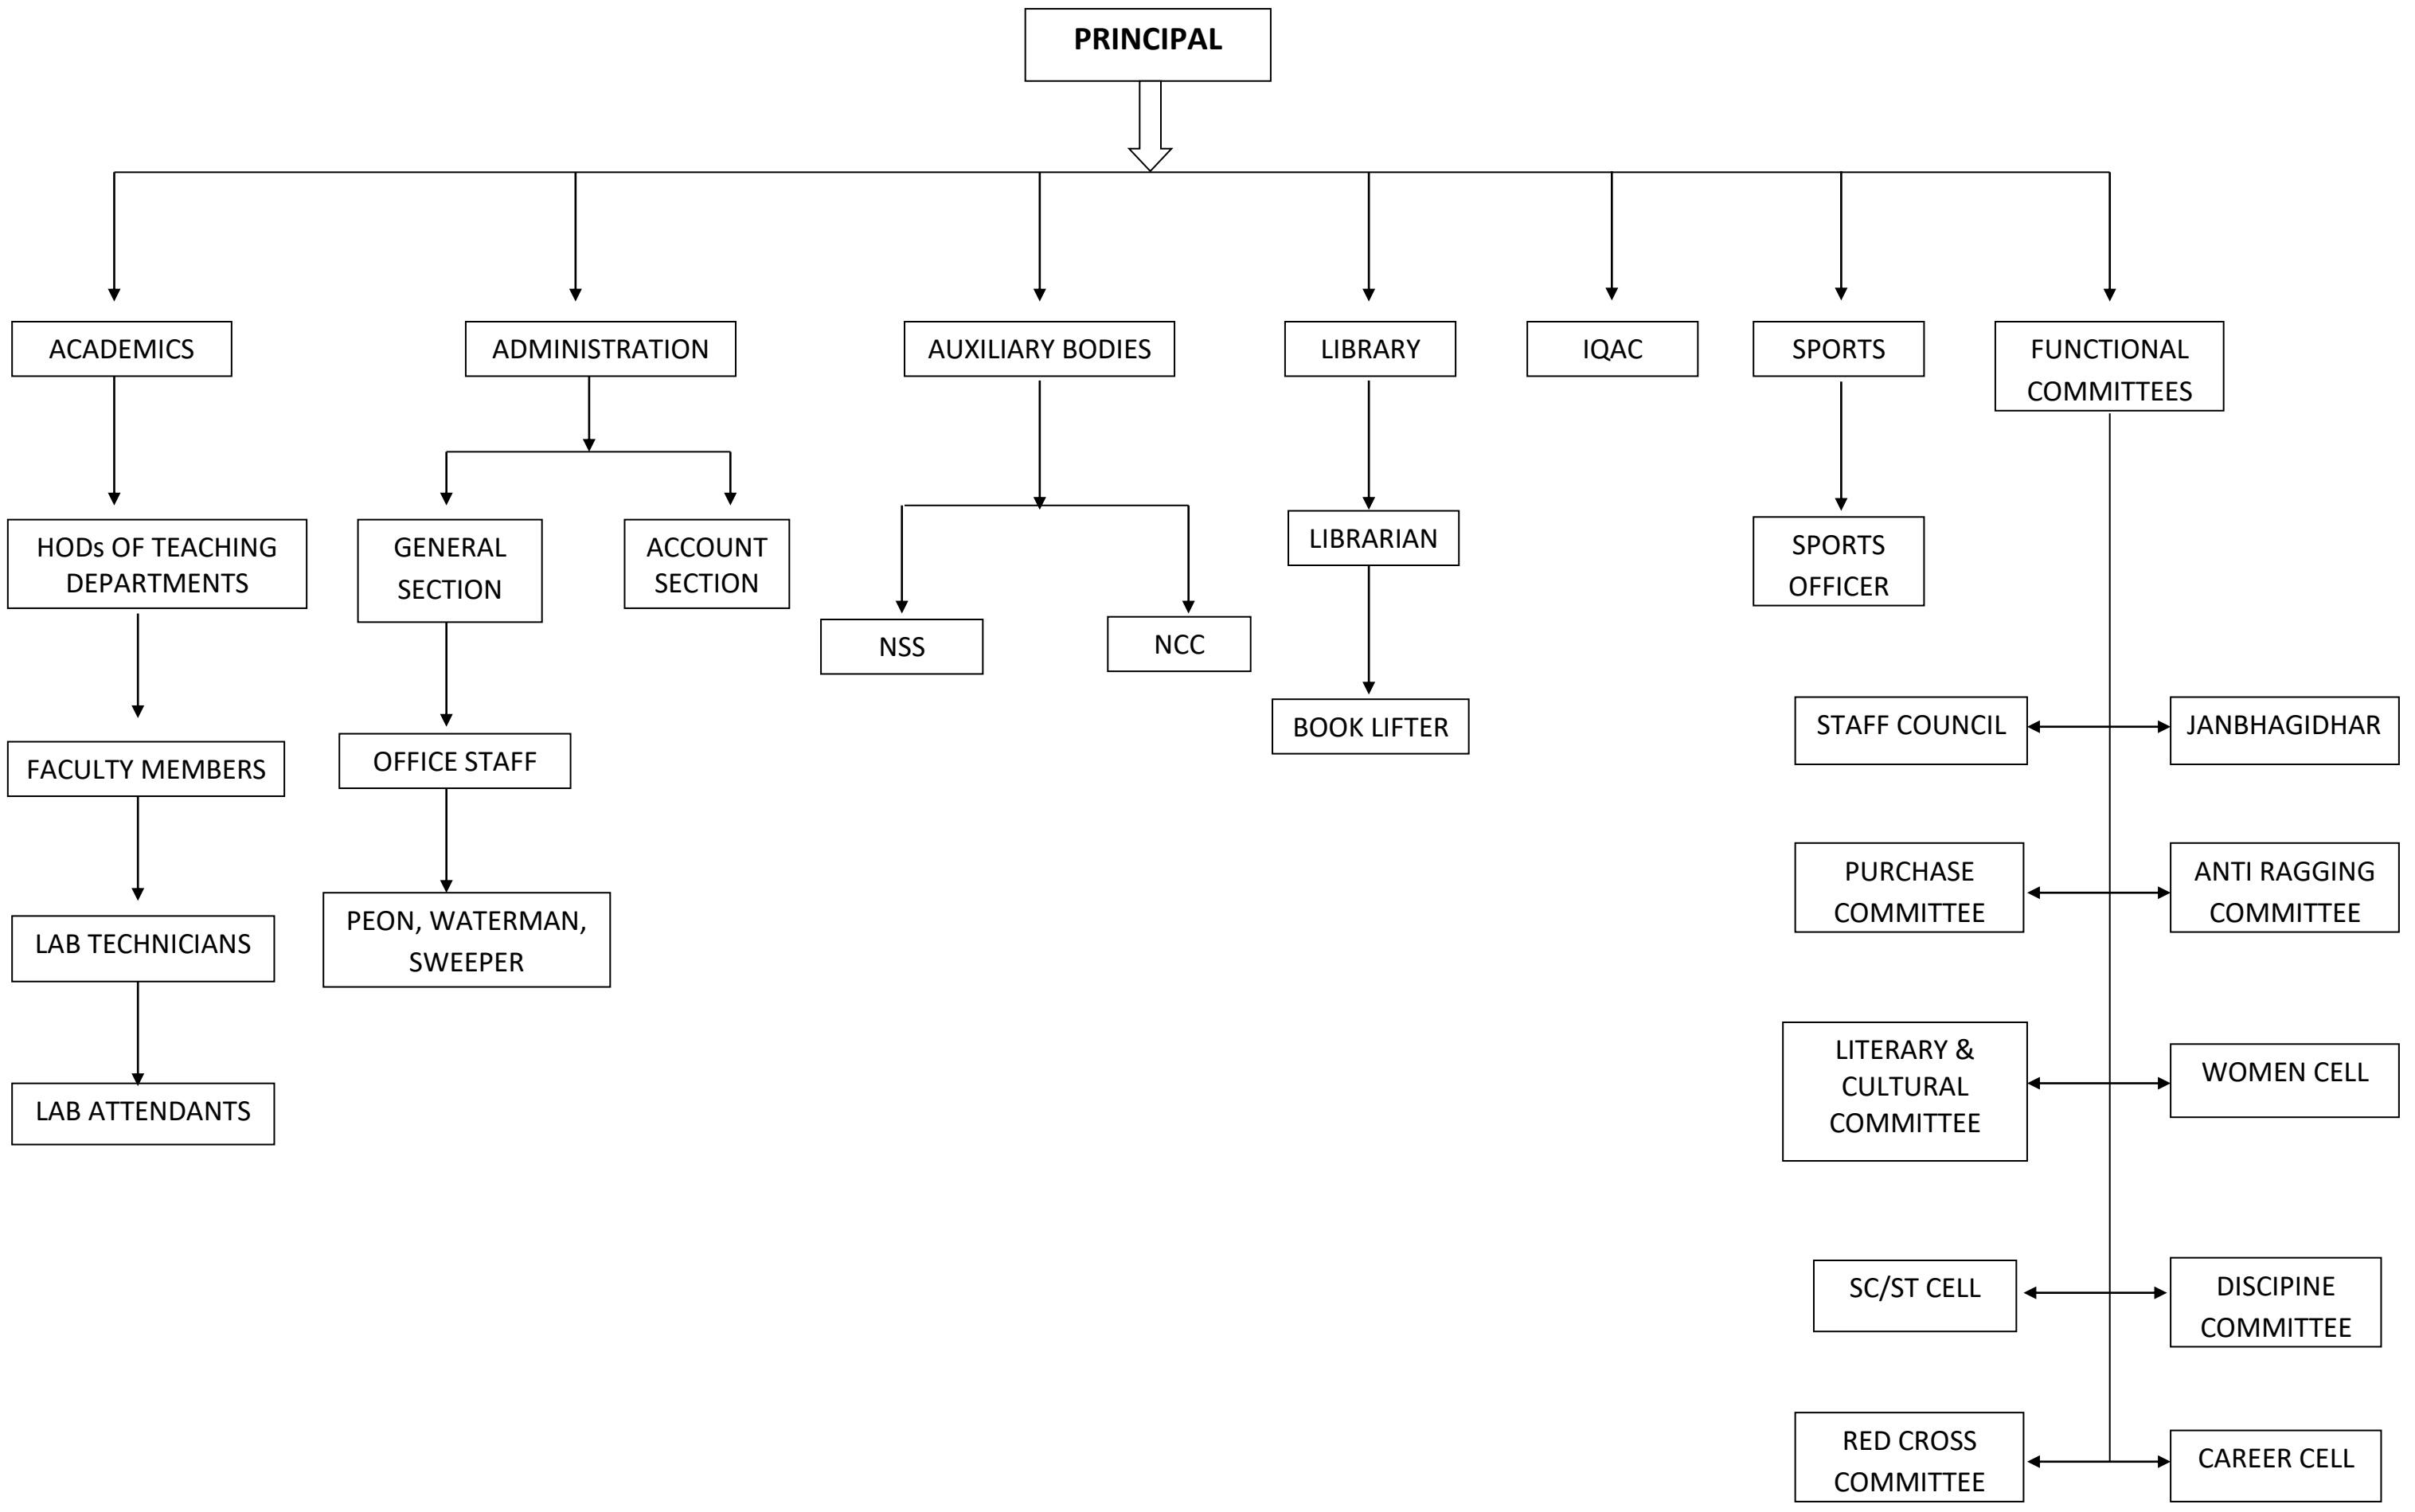 PRINCIPAL
ACADEMICS
ADMINISTRATION
AUXILIARY BODIES
LIBRARY
IQAC
SPORTS
FUNCTIONAL
COMMITTEES
HODs OF TEACHING
DEPARTMENTS
GENERAL
SECTION
ACCOUNT
SECTION
LIBRARIAN
SPORTS
OFFICER
NSS
NCC
BOOK LIFTER
STAFF COUNCIL
JANBHAGIDHAR
FACULTY MEMBERS
OFFICE STAFF
PURCHASE
COMMITTEE
ANTI RAGGING
COMMITTEE
LAB TECHNICIANS
PEON, WATERMAN,
SWEEPER
LITERARY &
CULTURAL
COMMITTEE
WOMEN CELL
LAB ATTENDANTS
SC/ST CELL
DISCIPINE
COMMITTEE
RED CROSS
COMMITTEE
CAREER CELL